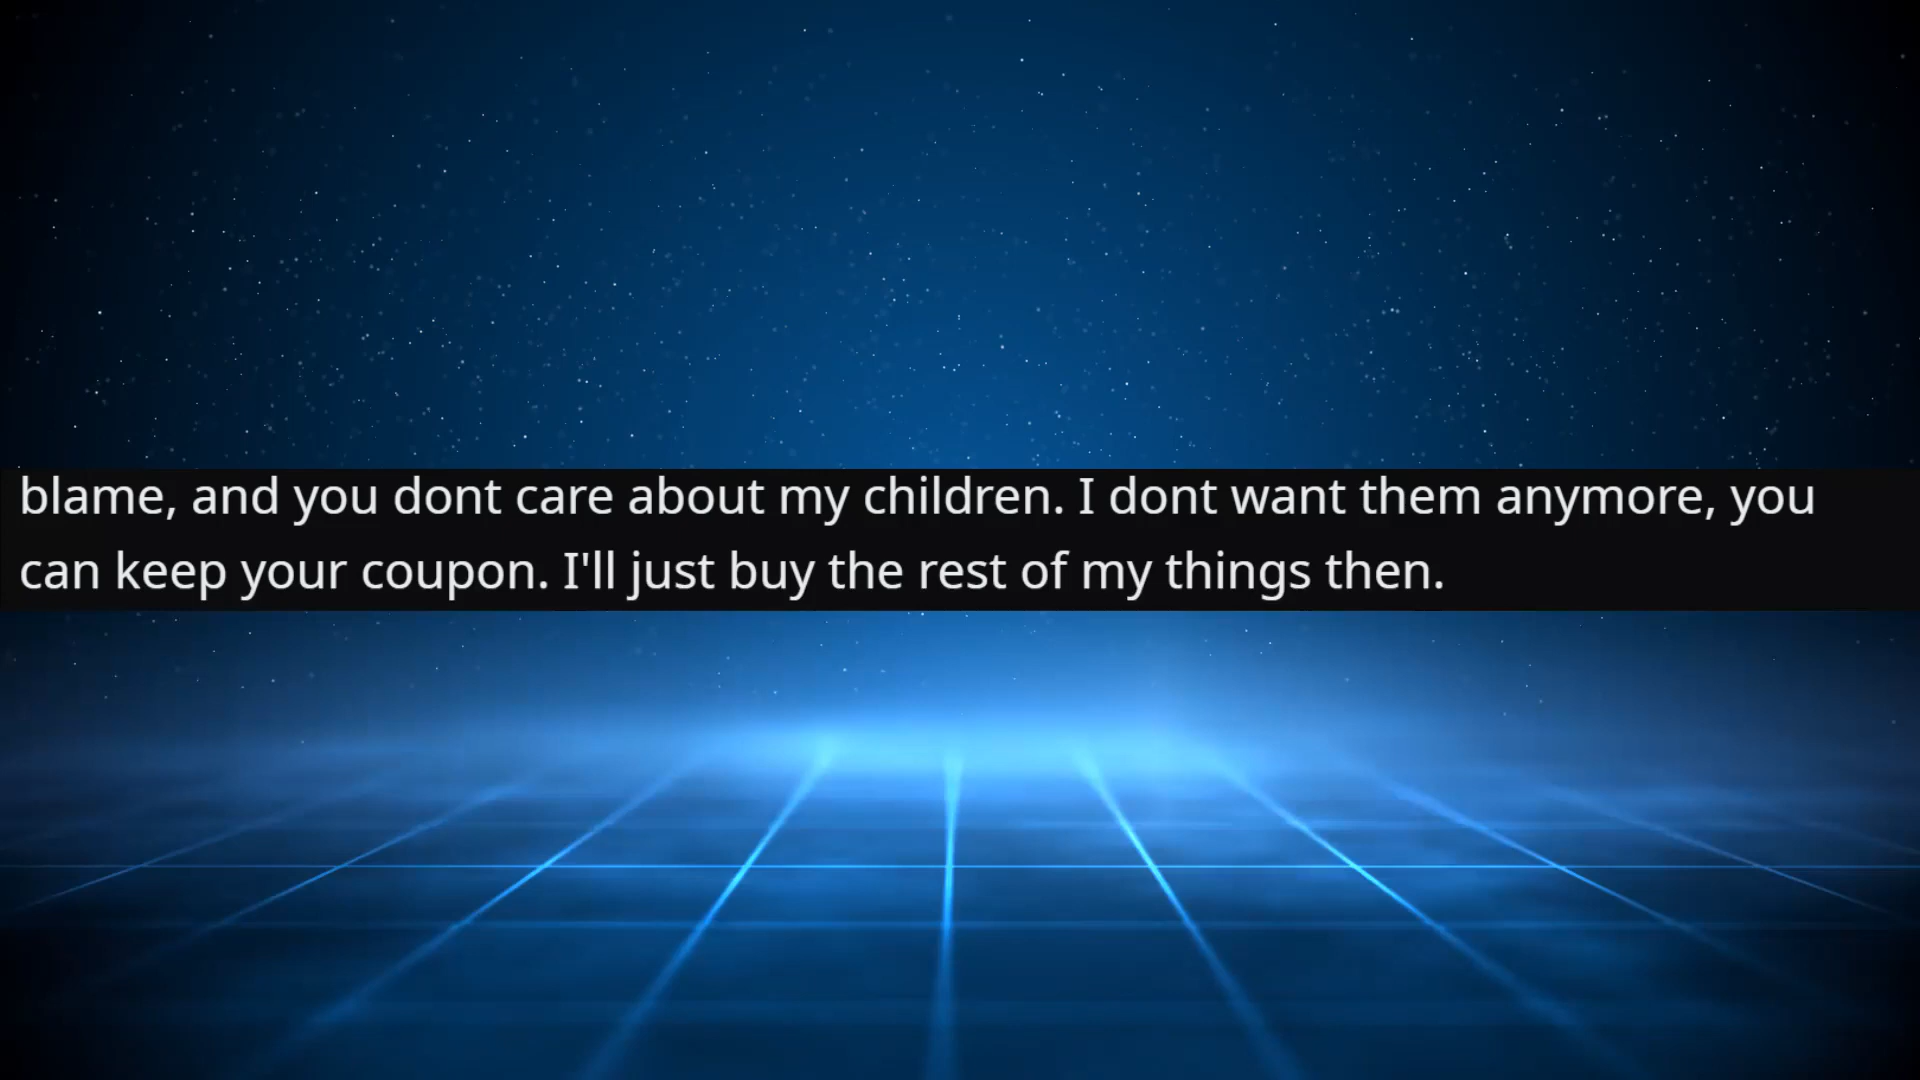 blame, and you dont care about my children. I dont want them anymore, you
can keep your coupon. I'll just buy the rest of my things then.